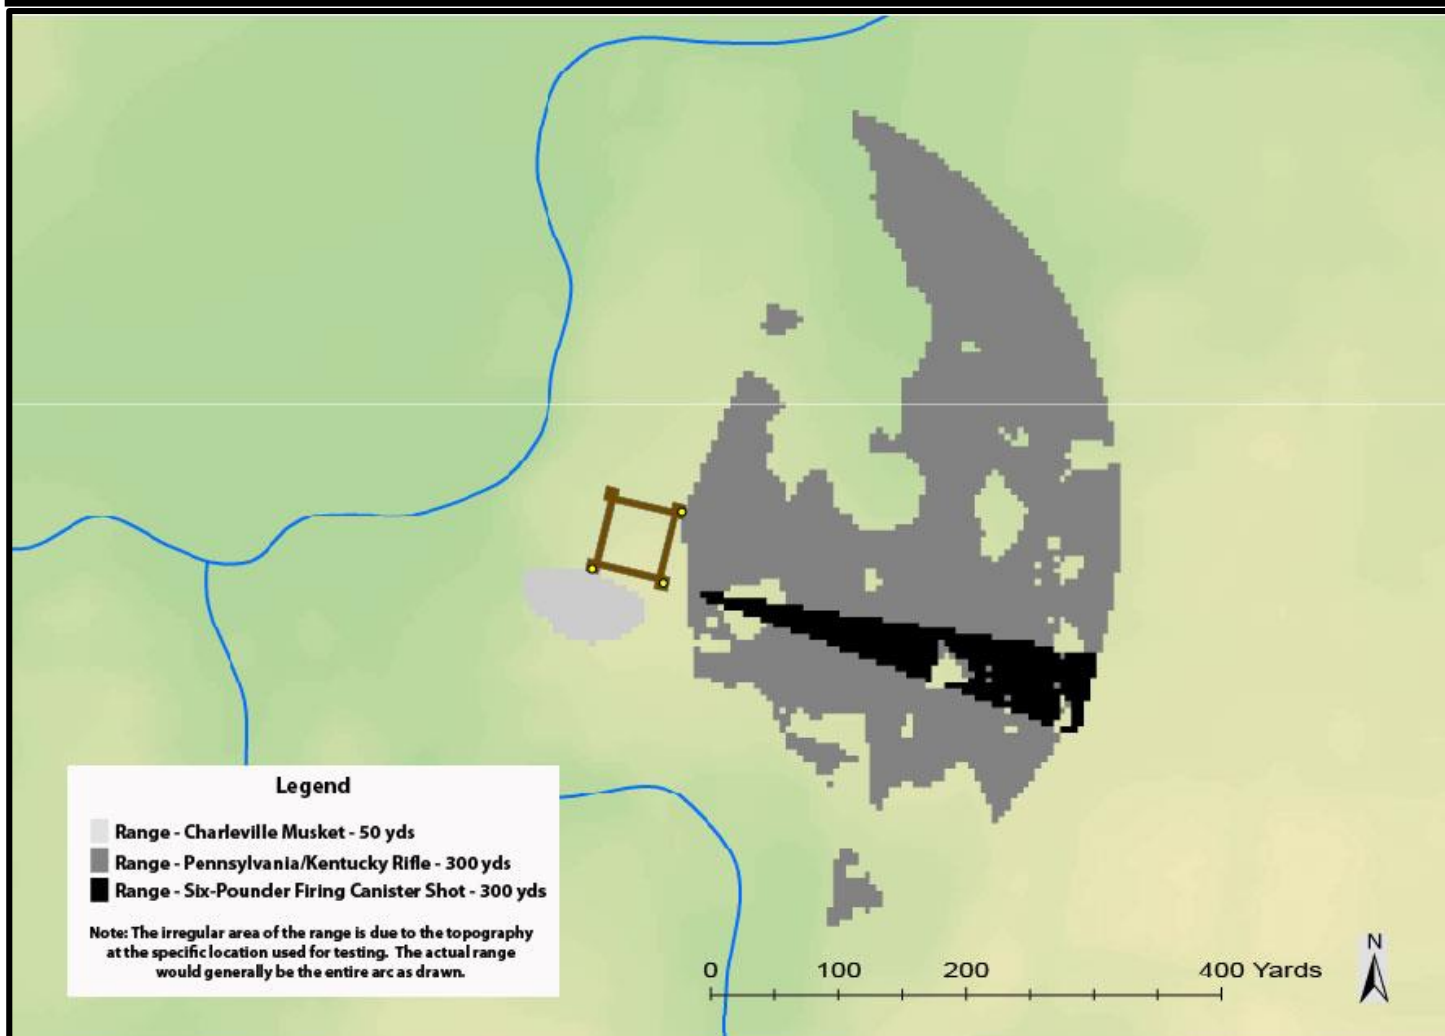 Legend
Range - Charleville Musket - 50 yds
Range - Pennsylvania/Kentucky Rifle - 300 yds
Range - Six-Pounder Firing Canister Shot - 300 yds
Note: The irregular area of the range is due to the topography
at the specific location used for testing. The actual range
would generally be the entire arc as drawn.
0 100 200 400 Yards
N